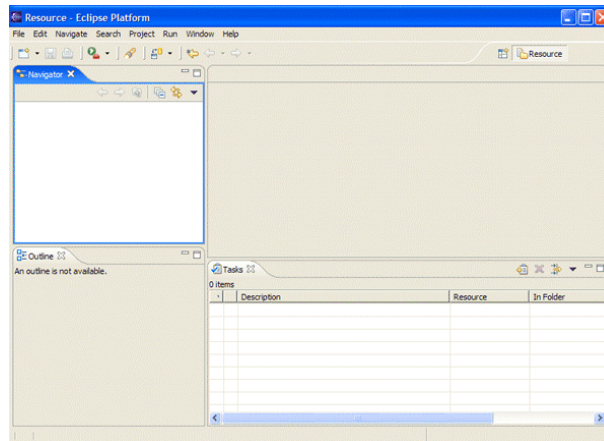 Resource - Eclipse Platform
File Edit Navigate Search Project Run Window Help
Resource
Navigator
Outline
An outline is not available.
Tasks
0 items
Description Resource In Folder